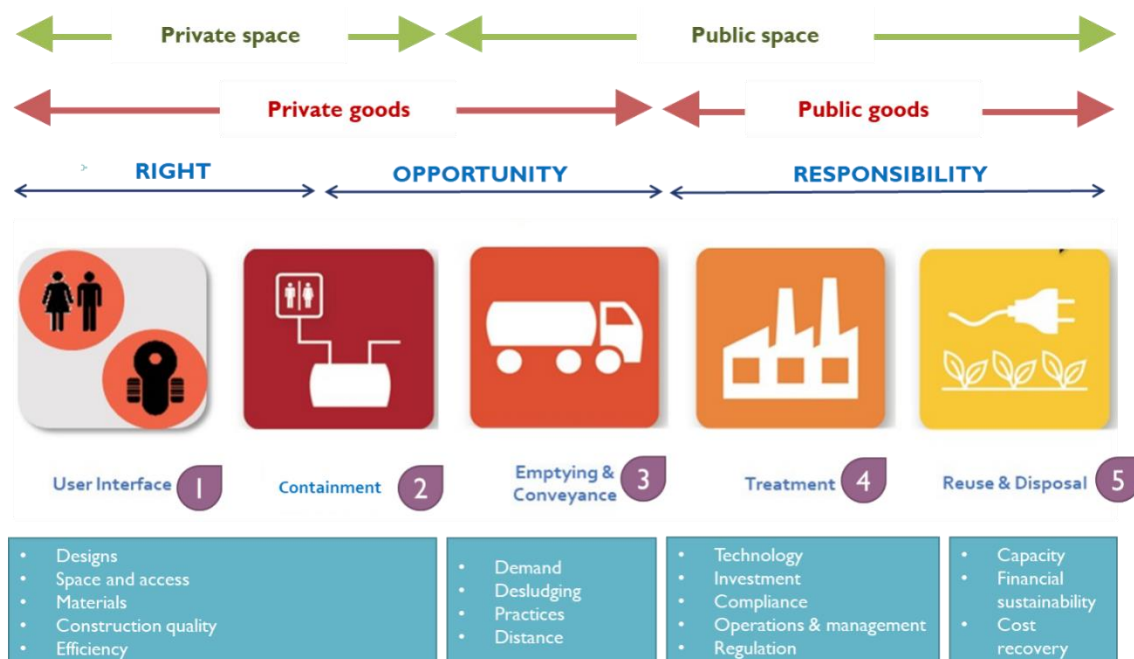 Private space
Public space
Private goods
Public goods
RIGHT
OPPORTUNITY
RESPONSIBILITY
User Interface 1
Containment 2
Emptying &
Conveyance 3
Treatment 4
Reuse & Disposal 5
• Designs
• Space and access
• Materials
• Construction quality
• Efficiency
• Demand
• Desludging
• Practices
• Distance
• Technology
• Investment
• Compliance
• Operations & management
• Regulation
• Capacity
• Financial
sustainability
• Cost
recovery